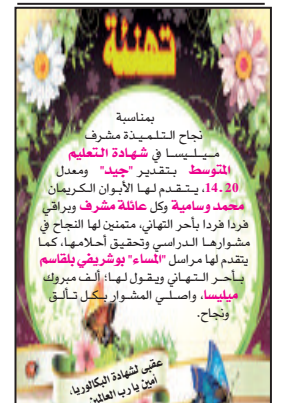 تهنئة
بمناسبة
نجاح التلميذة مشرف
ميليسا في شهادة التعليم
المتوسط بتقدير "جيد" ومعدل
14.20، يتقدم لها الأبوان الكريمان
محمد وسامية وكل عائلة مشرف وبراقي
فردا فردا بأحر التهاني، متمنين لها النجاح في
مشوارها الدراسي وتحقيق أحلامها، كما
يتقدم لها مراسل "المساء" بوشريفي بلقاسم
بأحر التهاني ويقول لها: ألف مبروك
ميليسا، واصلي المشوار بكل تألق
ونجاح.
عقبى لشهادة البكالوريا،
آمين يا رب العالمين